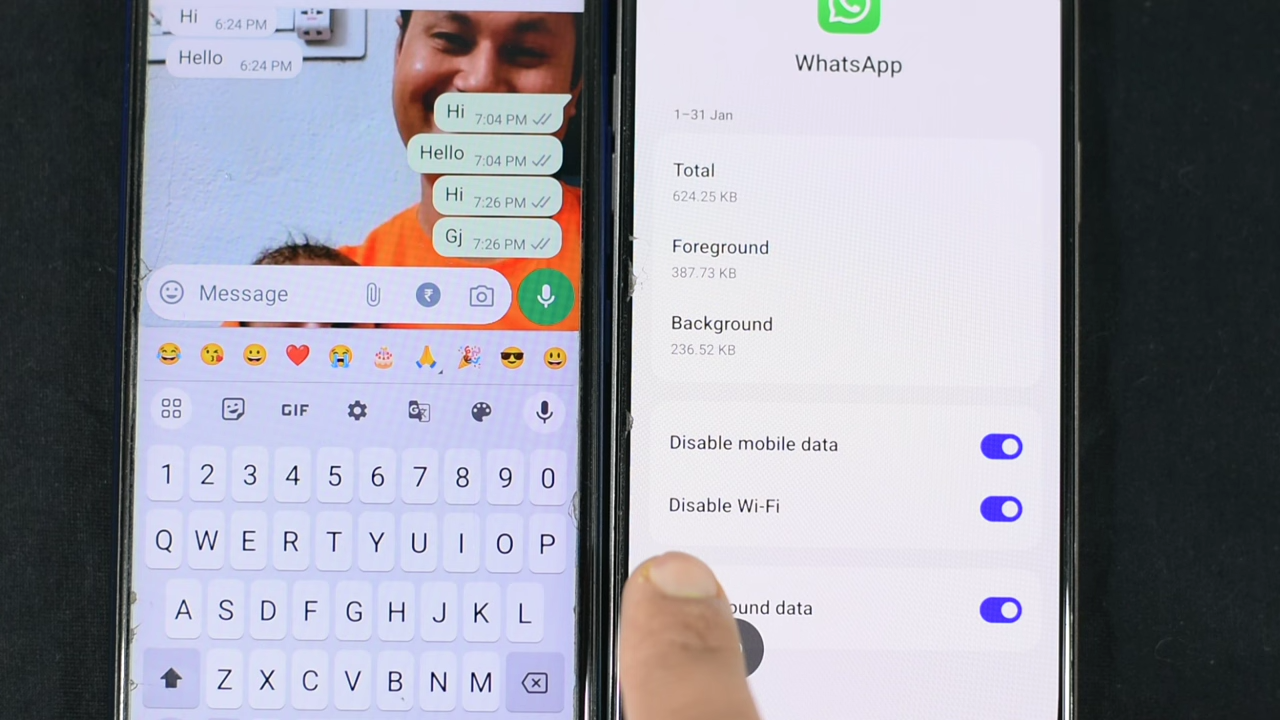 Hi 6:24 PM
Hello 6:24 PM
Hi 7:04 PM
Hello 7:04 PM
Hi 7:26 PM
Gj 7:26 PM
Message
GIF
1 2 3 4 5 6 7 8 9 0
Q W E R T Y U I O P
A S D F G H J K L
Z X C V B N M
WhatsApp
1–31 Jan
Total
624.25 KB
Foreground
387.73 KB
Background
236.52 KB
Disable mobile data
Disable Wi-Fi
data